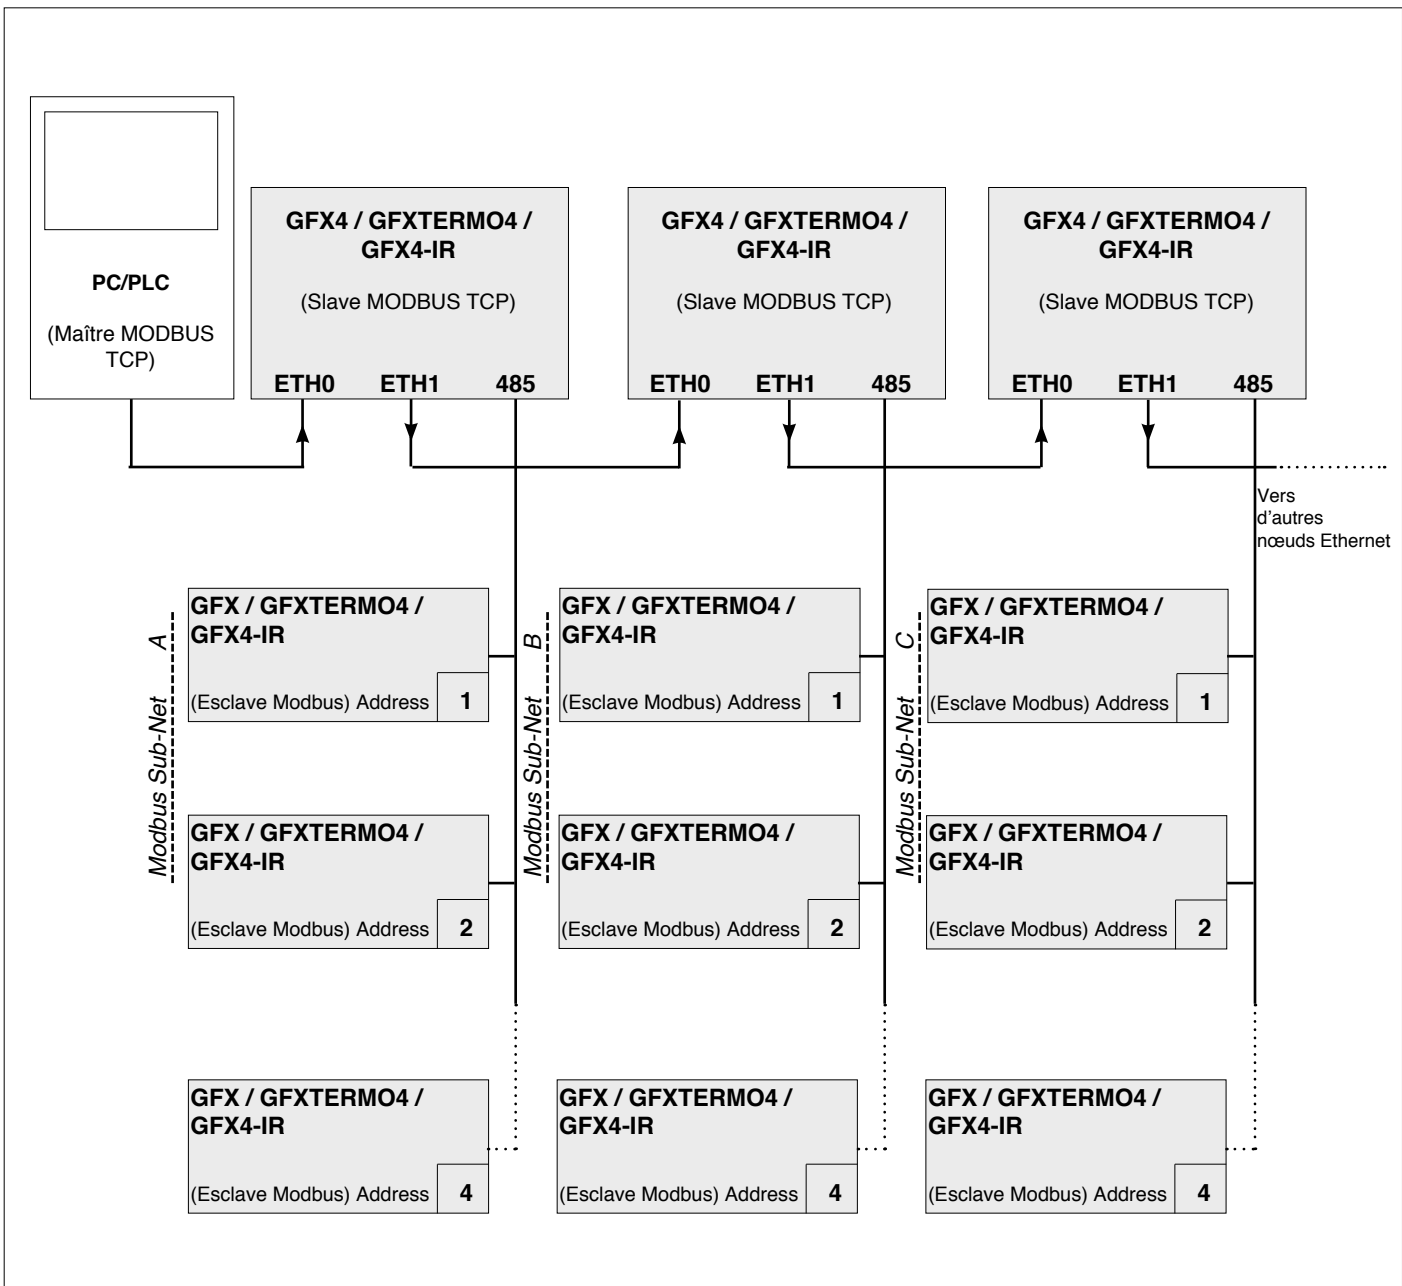 PC/PLC
(Maître MODBUS
TCP)
GFX4 / GFXTERMO4 /
GFX4-IR
(Slave MODBUS TCP)
ETH0 ETH1 485
GFX4 / GFXTERMO4 /
GFX4-IR
(Slave MODBUS TCP)
ETH0 ETH1 485
GFX4 / GFXTERMO4 /
GFX4-IR
(Slave MODBUS TCP)
ETH0 ETH1 485
Vers
d'autres
nœuds Ethernet
Modbus Sub-Net A
GFX / GFXTERMO4 /
GFX4-IR
(Esclave Modbus) Address 1
GFX / GFXTERMO4 /
GFX4-IR
(Esclave Modbus) Address 2
GFX / GFXTERMO4 /
GFX4-IR
(Esclave Modbus) Address 4
Modbus Sub-Net B
GFX / GFXTERMO4 /
GFX4-IR
(Esclave Modbus) Address 1
GFX / GFXTERMO4 /
GFX4-IR
(Esclave Modbus) Address 2
GFX / GFXTERMO4 /
GFX4-IR
(Esclave Modbus) Address 4
Modbus Sub-Net C
GFX / GFXTERMO4 /
GFX4-IR
(Esclave Modbus) Address 1
GFX / GFXTERMO4 /
GFX4-IR
(Esclave Modbus) Address 2
GFX / GFXTERMO4 /
GFX4-IR
(Esclave Modbus) Address 4